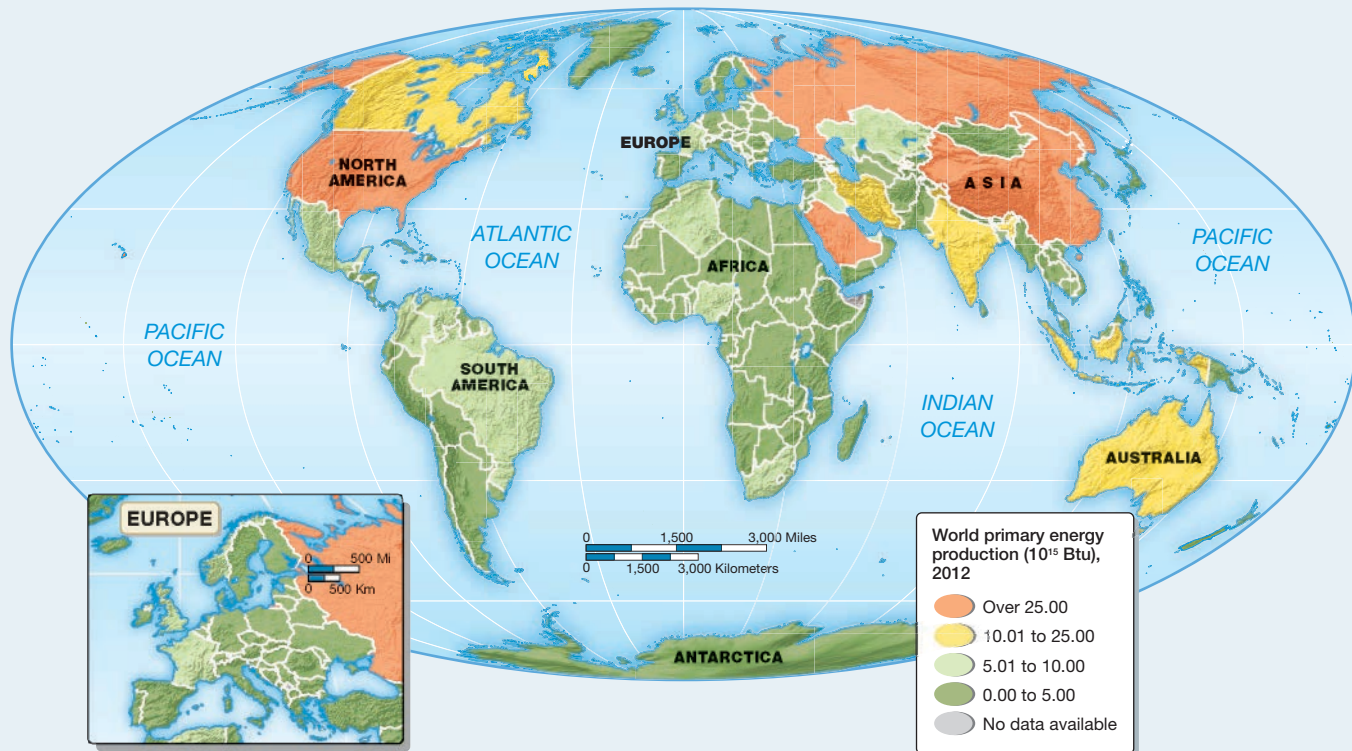 EUROPE
NORTH
AMERICA
ASIA
ATLANTIC
OCEAN
PACIFIC
OCEAN
AFRICA
PACIFIC
OCEAN
SOUTH
AMERICA
INDIAN
OCEAN
AUSTRALIA
ANTARCTICA
0 1,500 3,000 Miles
0 1,500 3,000 Kilometers
EUROPE
0 500 Mi
0 500 Km
World primary energy
production (10¹⁵ Btu),
2012
Over 25.00
10.01 to 25.00
5.01 to 10.00
0.00 to 5.00
No data available